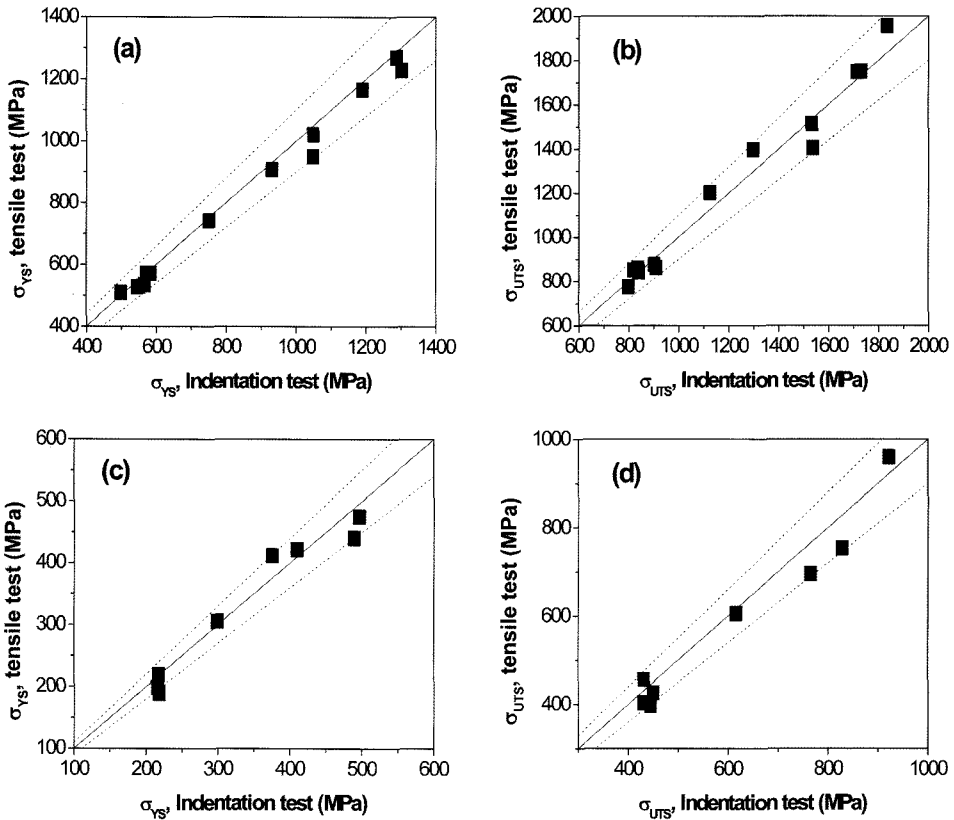 (a)
1400
1200
1000
800
600
400
400 600 800 1000 1200 1400
σYS, tensile test (MPa)
σYS, Indentation test (MPa)
(b)
2000
1800
1600
1400
1200
1000
800
600
600 800 1000 1200 1400 1600 1800 2000
σUTS, tensile test (MPa)
σUTS, Indentation test (MPa)
(c)
600
500
400
300
200
100
100 200 300 400 500 600
σYS, tensile test (MPa)
σYS, Indentation test (MPa)
(d)
1000
800
600
400
400 600 800 1000
σUTS, tensile test (MPa)
σUTS, Indentation test (MPa)